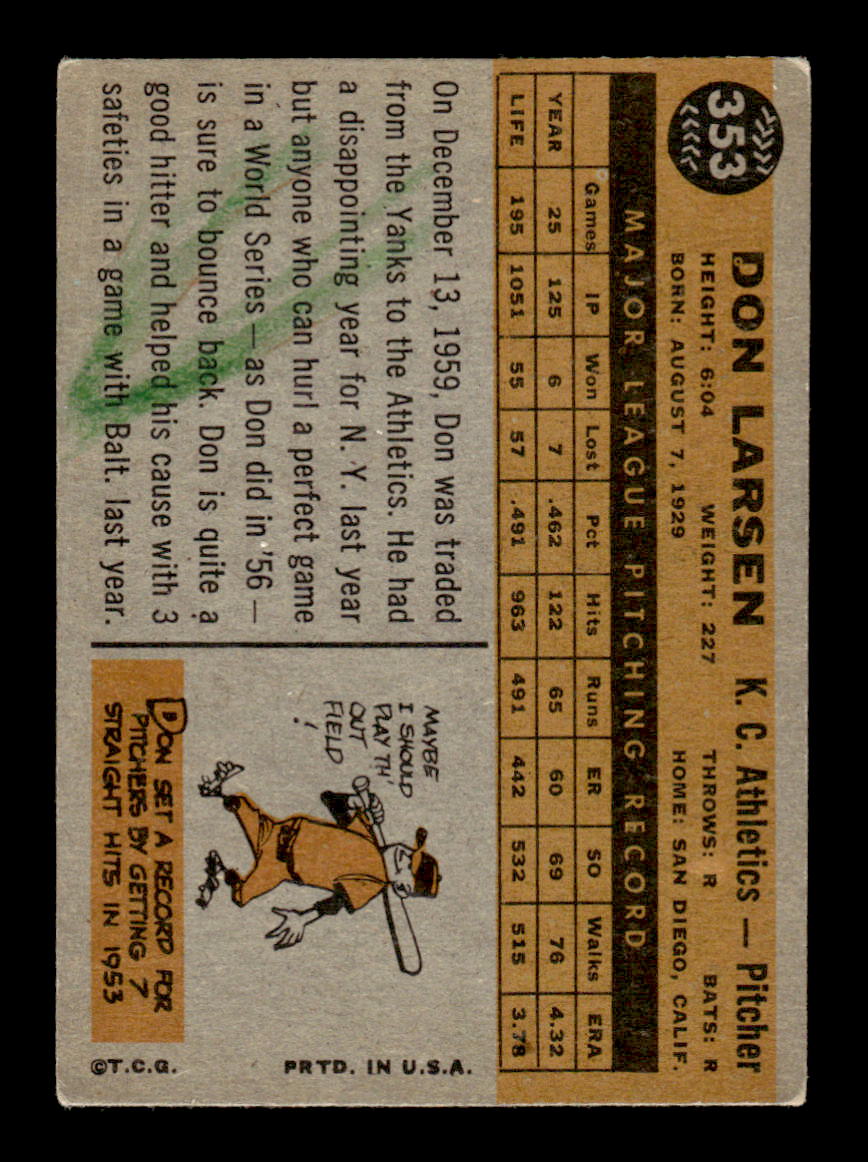 353
DON LARSEN K. C. Athletics — Pitcher
HEIGHT: 6:04 WEIGHT: 227 THROWS: R BATS: R
BORN: AUGUST 7, 1929 HOME: SAN DIEGO, CALIF.
MAJOR LEAGUE PITCHING RECORD
Games IP Won Lost Pct Hits Runs ER SO Walks ERA
YEAR 25 125 6 7 .462 122 65 60 69 76 4.32
LIFE 195 1051 55 57 .491 963 491 442 532 515 3.78
On December 13, 1959, Don was traded
from the Yanks to the Athletics. He had
a disappointing year for N. Y. last year
but anyone who can hurl a perfect game
in a World Series — as Don did in '56 —
is sure to bounce back. Don is quite a
good hitter and helped his cause with 3
safeties in a game with Balt. last year.
MAYBE
I SHOULD
PLAY TH'
OUT
FIELD
!
DON SET A RECORD FOR
PITCHERS BY GETTING 7
STRAIGHT HITS IN 1953
©T.C.G. PRTD. IN U.S.A.